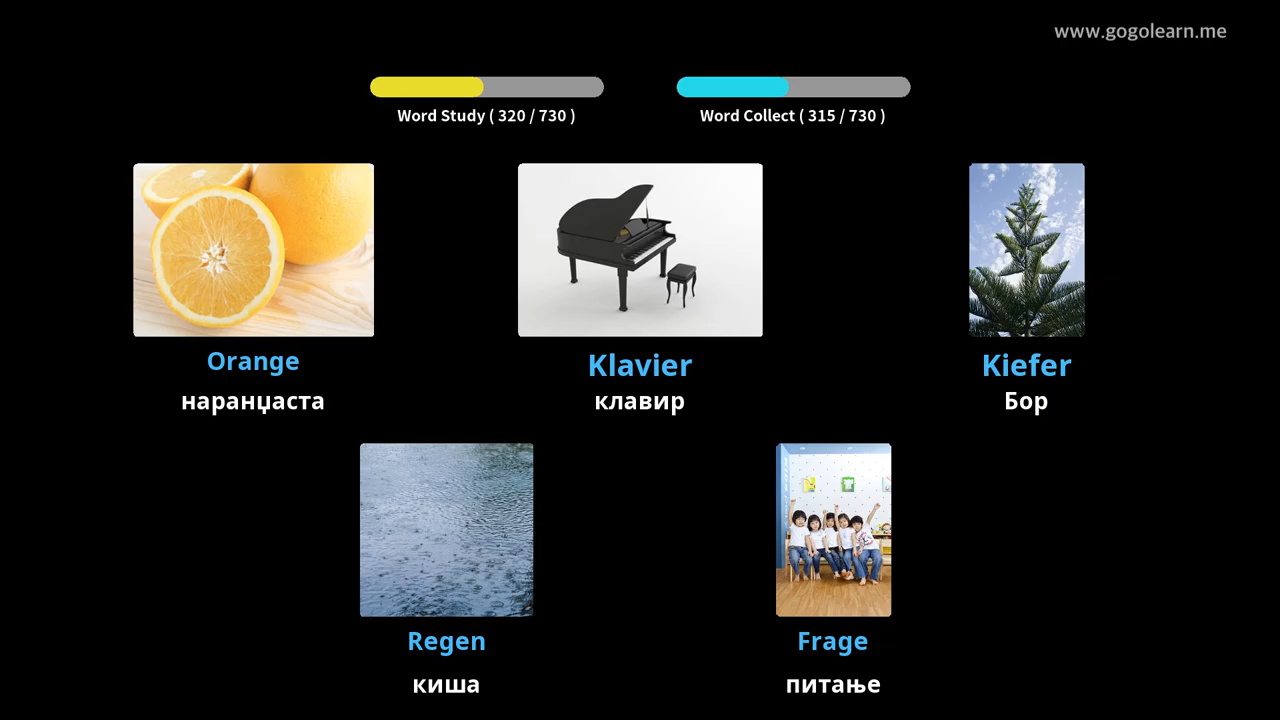 www.gogolearn.me
Word Study ( 320 / 730 )
Word Collect ( 315 / 730 )
Orange
Klavier
Kiefer
наранџаста
клавир
Бор
Regen
Frage
киша
питање